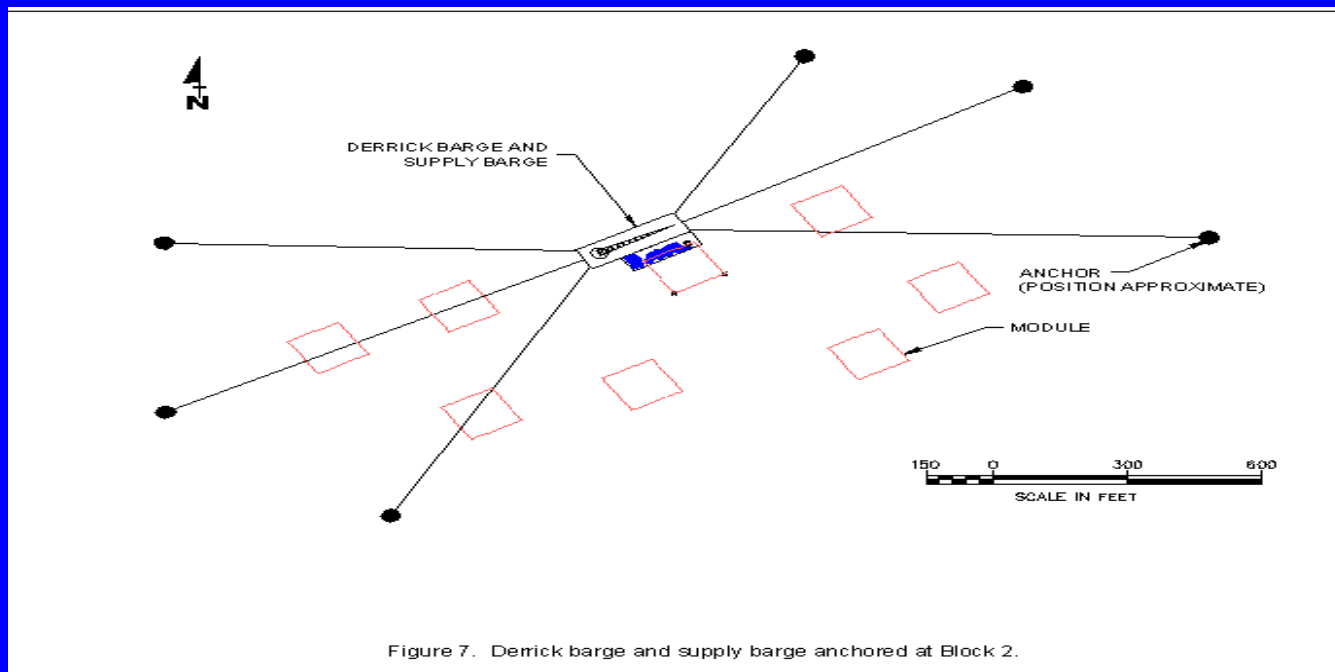 N
DERRICK BARGE AND
SUPPLY BARGE
ANCHOR
(POSITION APPROXIMATE)
MODULE
150 0 300 600
SCALE IN FEET
Figure 7. Derrick barge and supply barge anchored at Block 2.